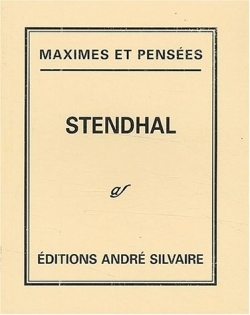 MAXIMES ET PENSÉES
STENDHAL
as
ÉDITIONS ANDRÉ SILVAIRE